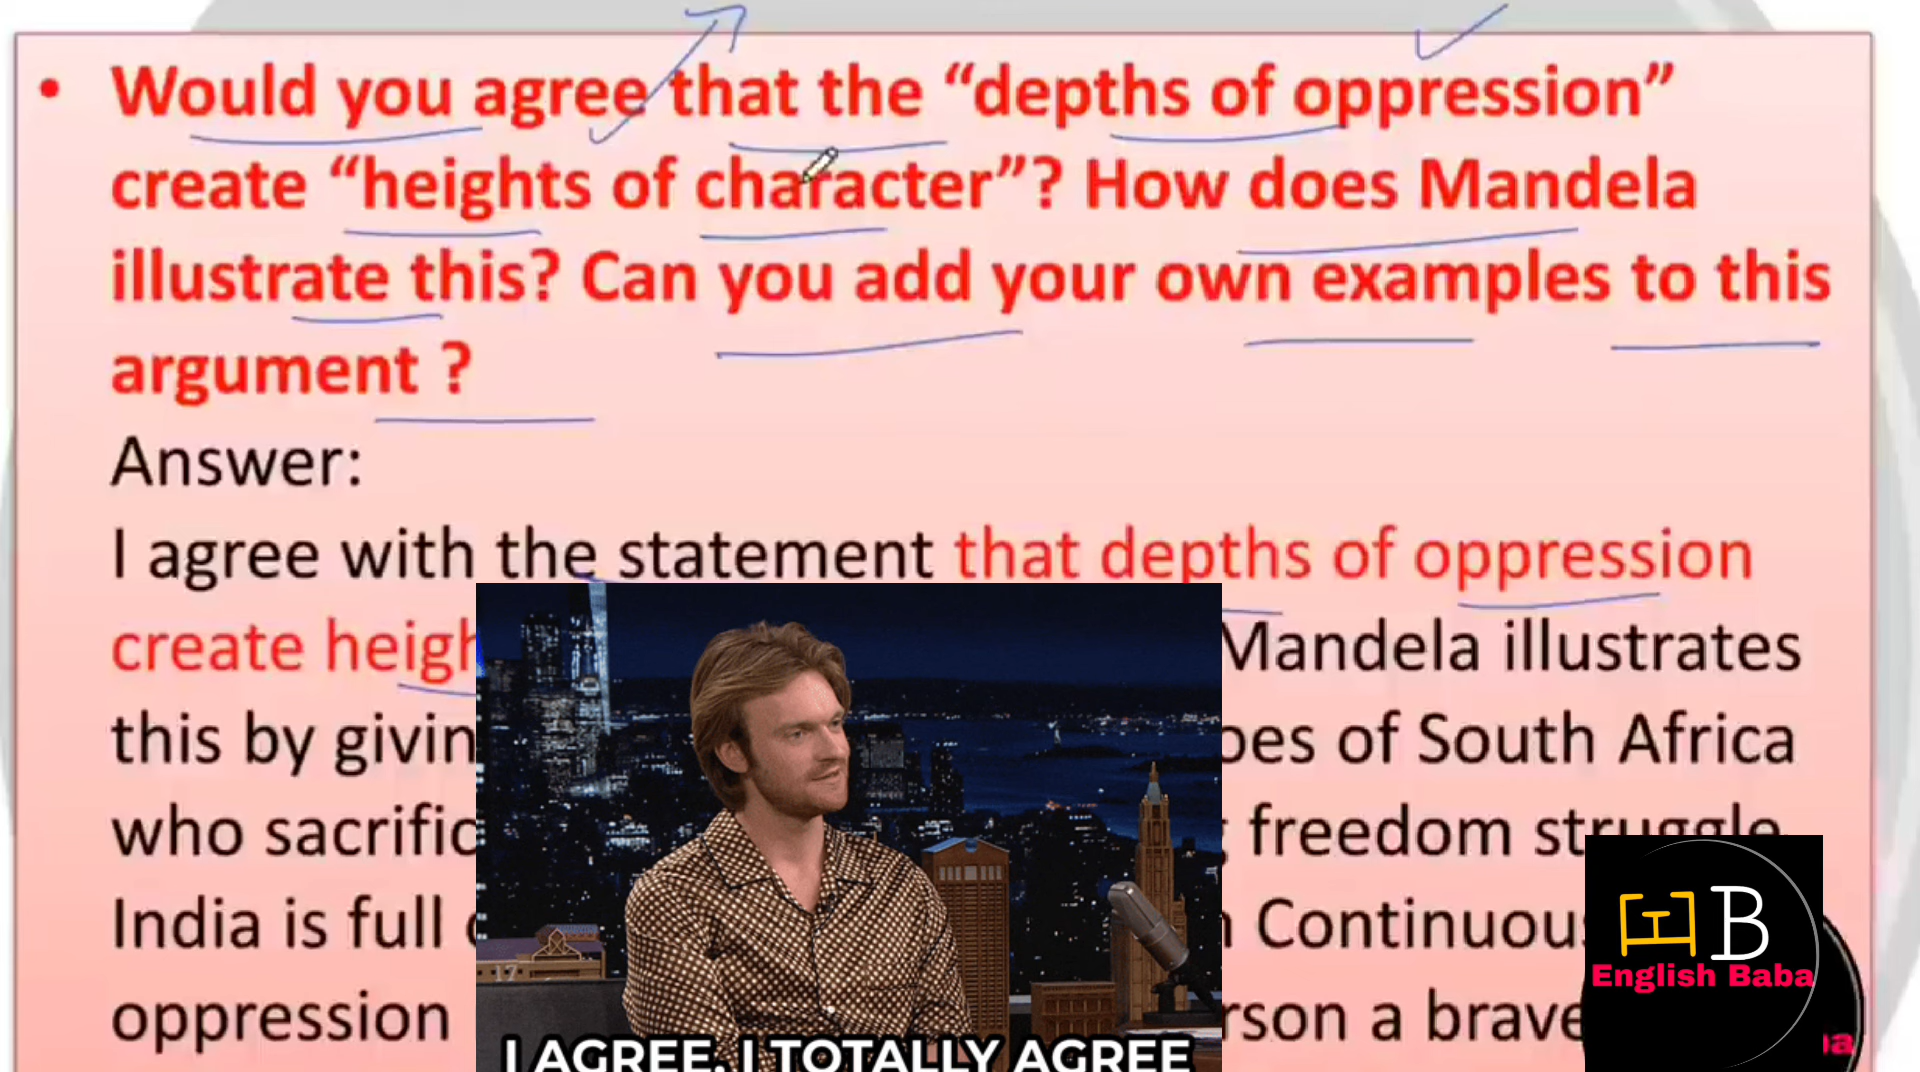 • Would you agree that the “depths of oppression”
create “heights of character”? How does Mandela
illustrate this? Can you add your own examples to this
argument ?
Answer:
I agree with the statement that depths of oppression
create heigh Mandela illustrates
this by givin oes of South Africa
who sacrific freedom struggle
India is full Continuous
oppression rson a brave
17
I AGREE. I TOTALLY AGREE
EB
English Baba